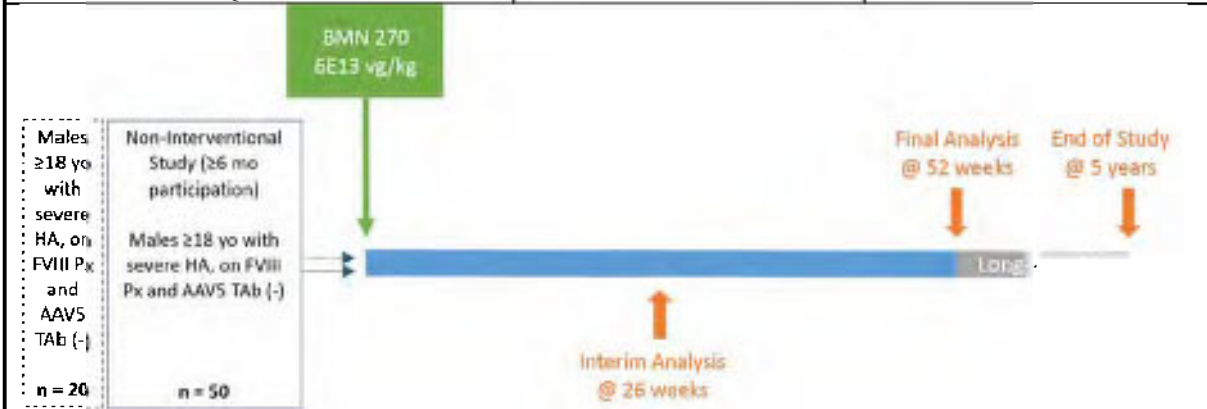 BMN 270
6E13 vg/kg
Males
≥18 yo
with
severe
HA, on
FVIII Px
and
AAV5
TAb (-)
n = 20
Non-Interventional
Study (≥6 mo
participation)
Males ≥18 yo with
severe HA, on FVIII
Px and AAV5 TAb (-)
n = 50
Final Analysis
@ 52 weeks
End of Study
@ 5 years
Long
Interim Analysis
@ 26 weeks